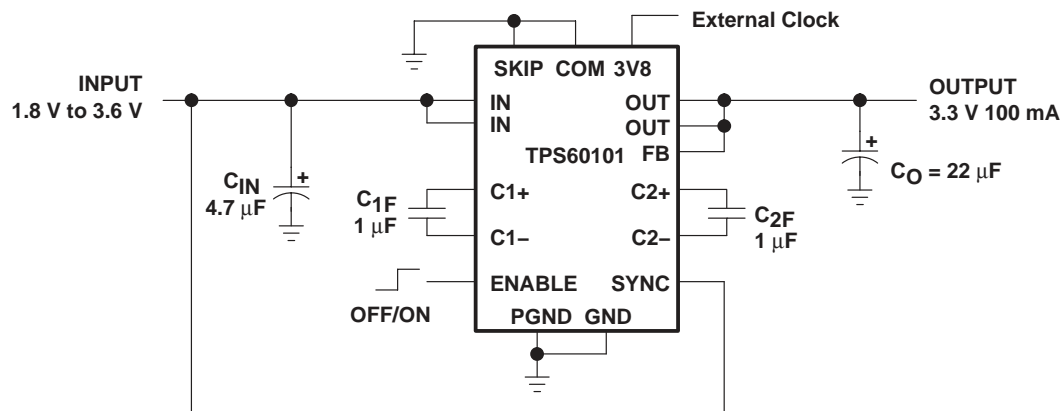 External Clock
SKIP COM 3V8
INPUT
1.8 V to 3.6 V
IN
IN
OUT
OUT
FB
TPS60101
OUTPUT
3.3 V 100 mA
+
CIN
4.7 μF
+
CO = 22 μF
C1F
1 μF
C1+
C1−
C2+
C2−
C2F
1 μF
ENABLE
SYNC
OFF/ON
PGND GND